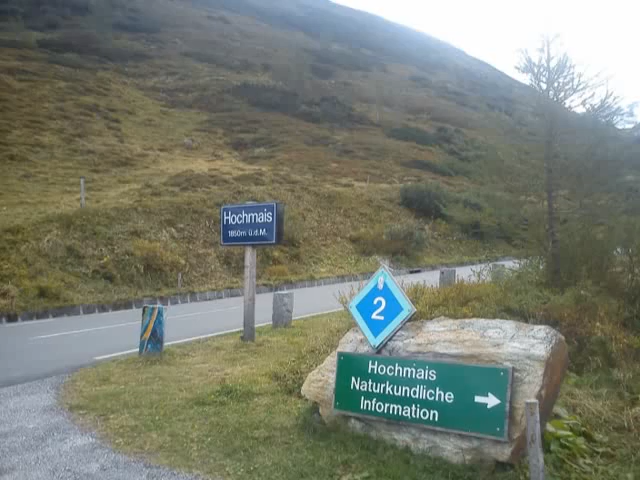 Hochmais
1850m ü.d.M.
2
Hochmais
Naturkundliche
Information